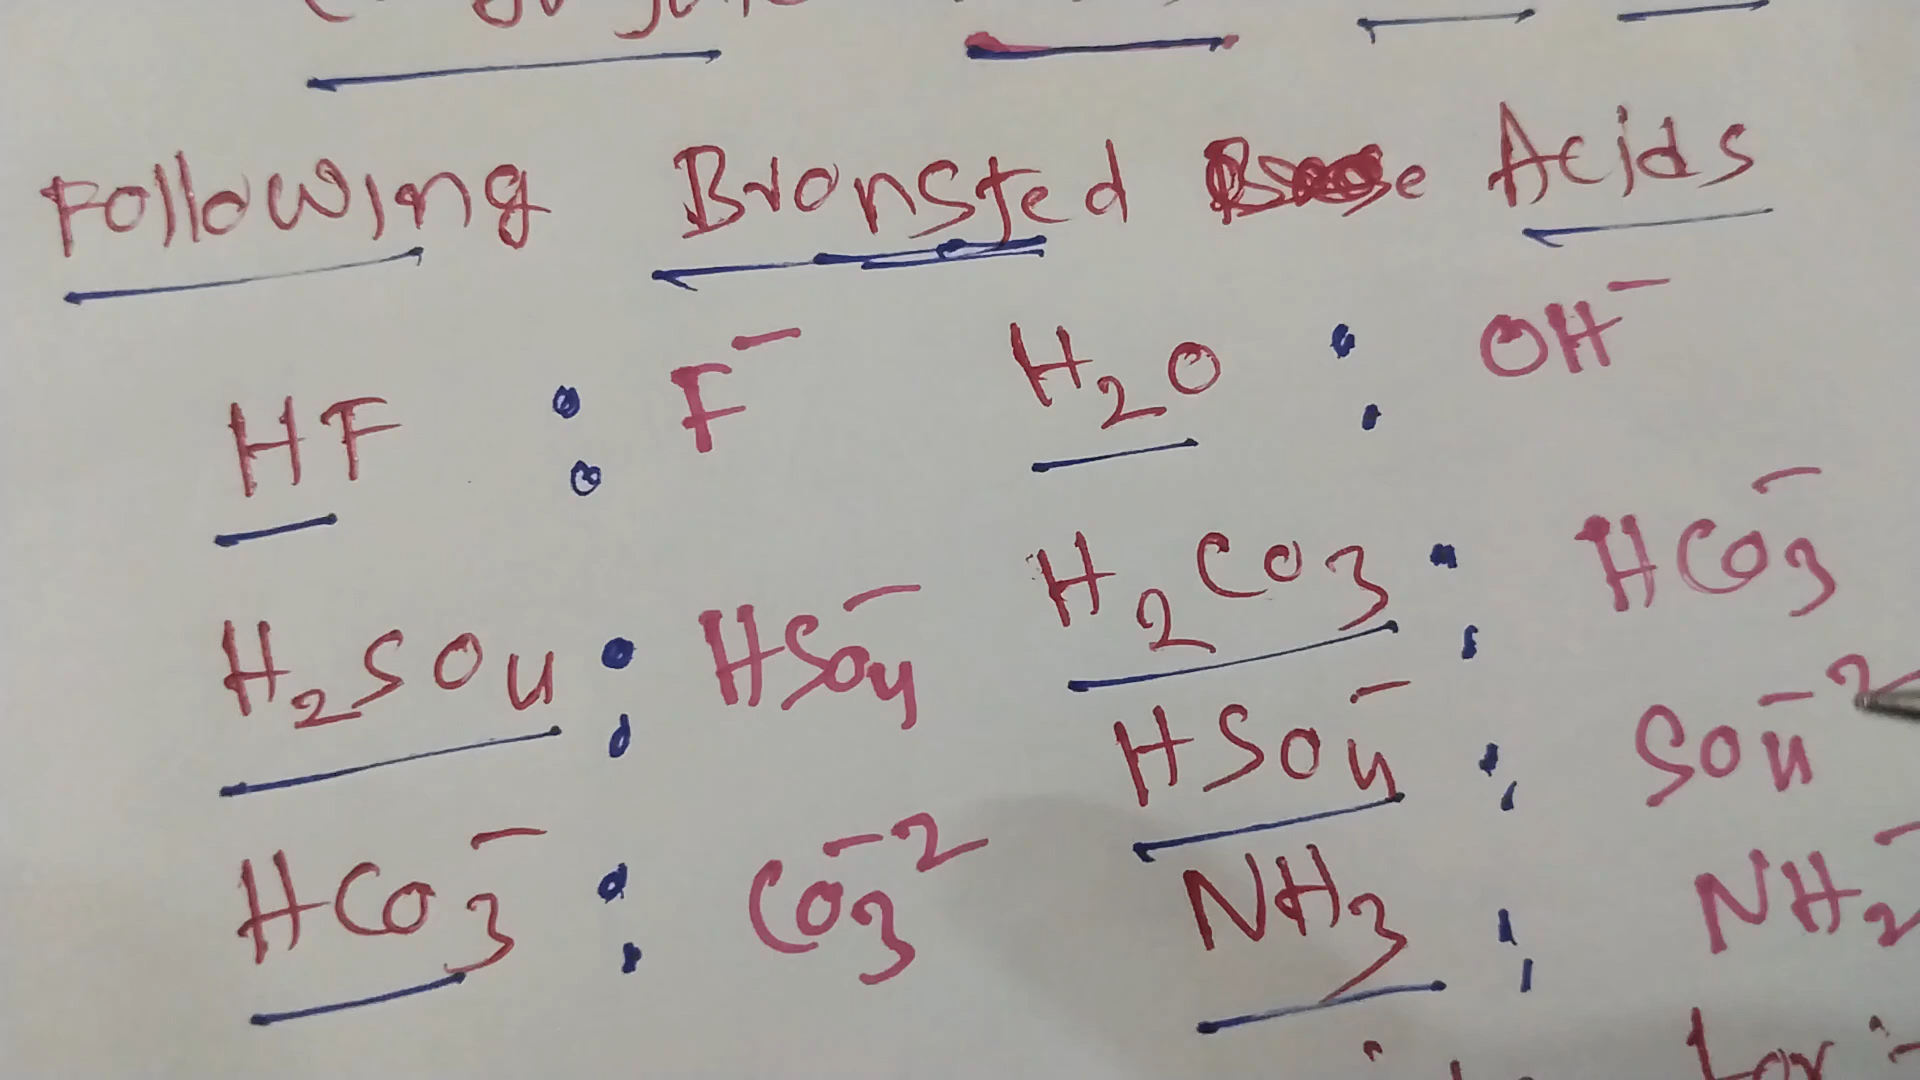 Following Bronsted Acids
HF : F⁻ H₂O : OH⁻
H₂SO₄ : HSO₄⁻ H₂CO₃ : HCO₃⁻
HSO₄⁻ : SO₄⁻²
HCO₃⁻ : CO₃⁻² NH₃ : NH₂⁻